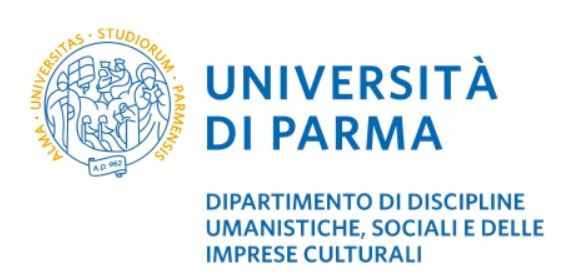 ALMA · UNIVERSITAS · STUDIORUM · PARMENSIS
A.D. 962
UNIVERSITÀ
DI PARMA
DIPARTIMENTO DI DISCIPLINE
UMANISTICHE, SOCIALI E DELLE
IMPRESE CULTURALI